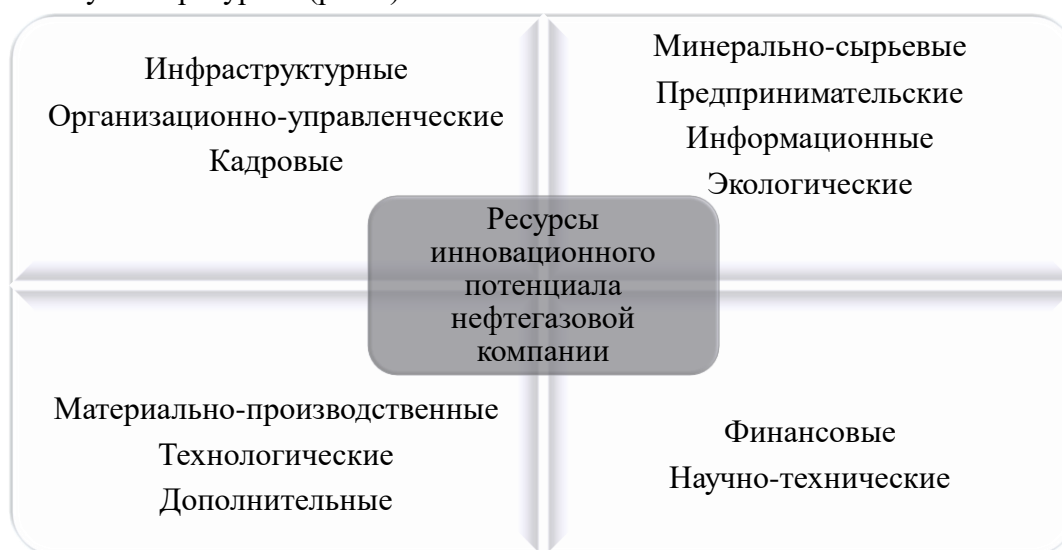 Инфраструктурные
Организационно-управленческие
Кадровые
Минерально-сырьевые
Предпринимательские
Информационные
Экологические
Ресурсы
инновационного
потенциала
нефтегазовой
компании
Материально-производственные
Технологические
Дополнительные
Финансовые
Научно-технические